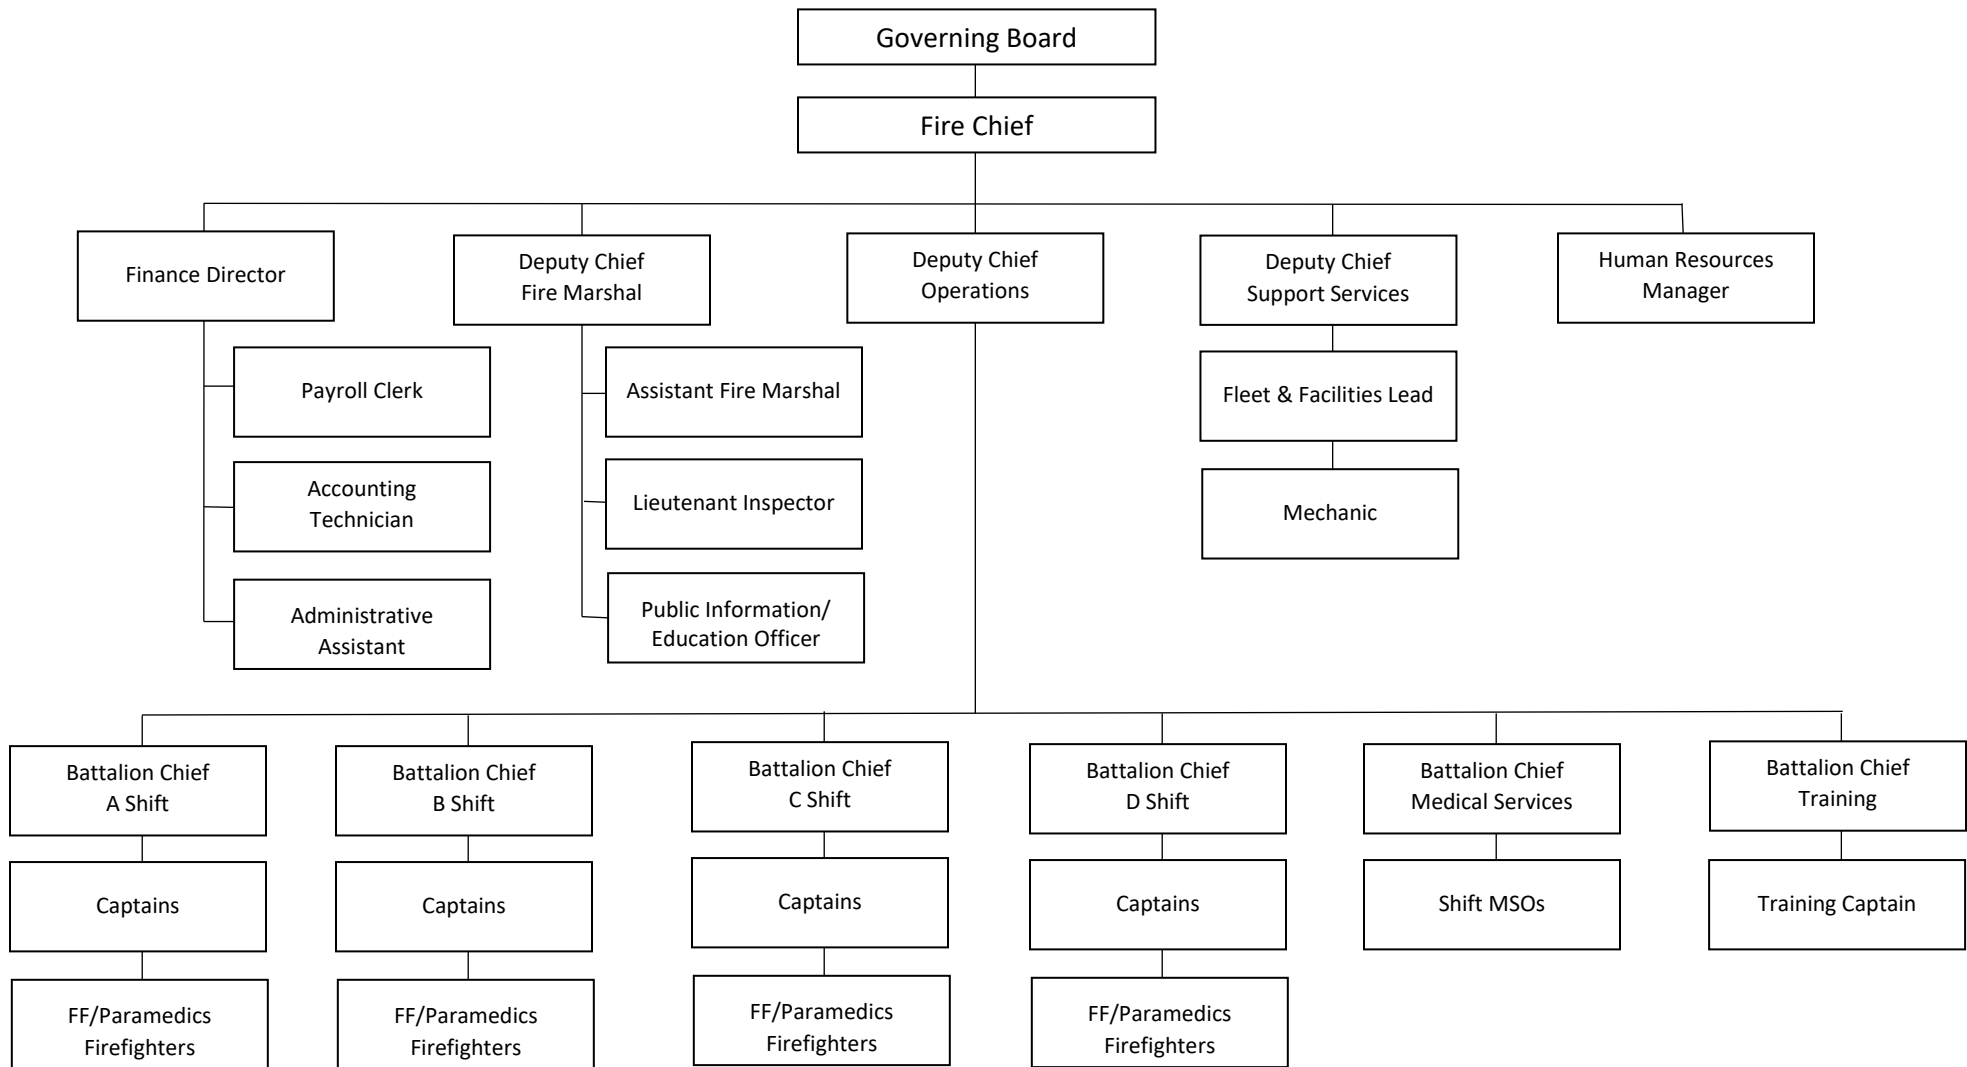 Governing Board
Fire Chief
Finance Director
Deputy Chief
Fire Marshal
Deputy Chief
Operations
Deputy Chief
Support Services
Human Resources
Manager
Payroll Clerk
Assistant Fire Marshal
Fleet & Facilities Lead
Accounting
Technician
Lieutenant Inspector
Mechanic
Administrative
Assistant
Public Information/
Education Officer
Battalion Chief
A Shift
Battalion Chief
B Shift
Battalion Chief
C Shift
Battalion Chief
D Shift
Battalion Chief
Medical Services
Battalion Chief
Training
Captains
Captains
Captains
Captains
Shift MSOs
Training Captain
FF/Paramedics
Firefighters
FF/Paramedics
Firefighters
FF/Paramedics
Firefighters
FF/Paramedics
Firefighters